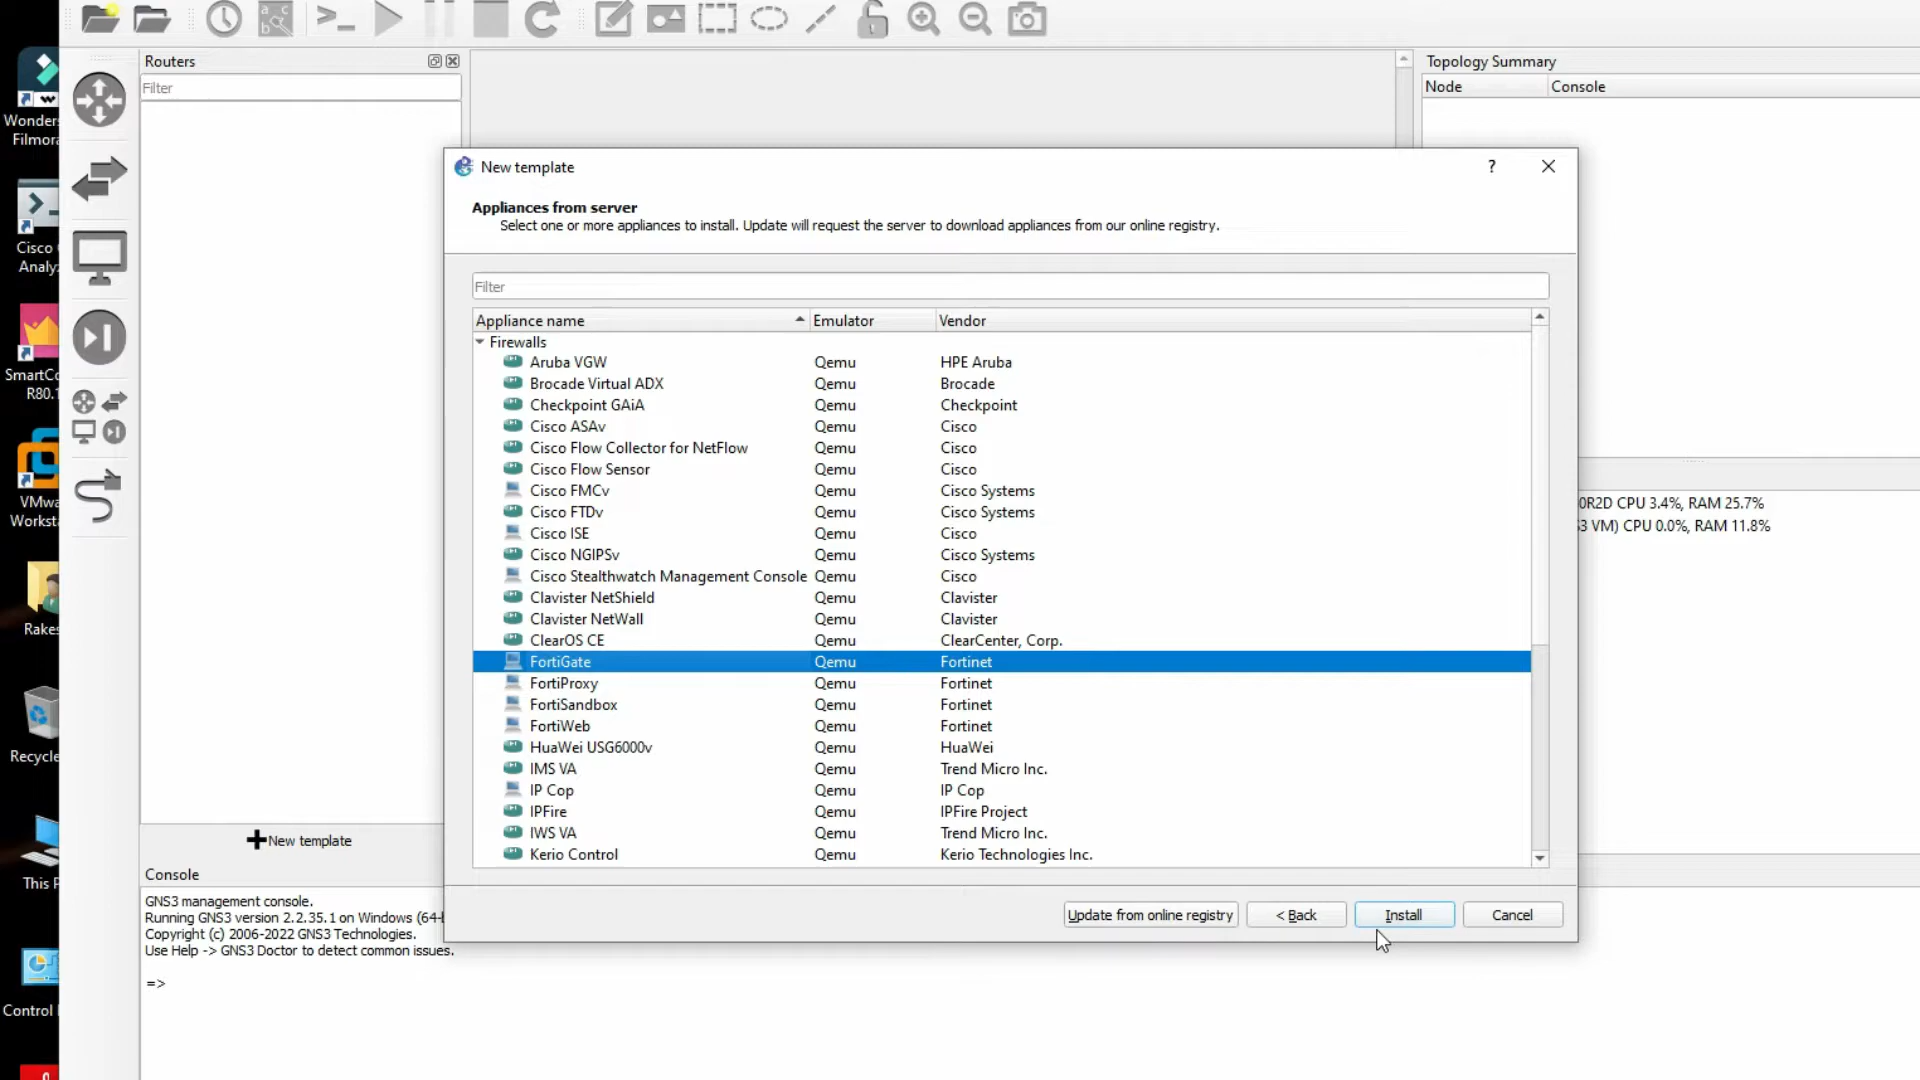 Routers
Filter
Topology Summary
Node Console
Wonders
Filmora
Cisco
Analyz
SmartCo
R80.1
VMwa
Worksta
Rakes
Recycle
This P
Control
New template
? 
Appliances from server
Select one or more appliances to install. Update will request the server to download appliances from our online registry.
Filter
Appliance name Emulator Vendor
Firewalls
Aruba VGW Qemu HPE Aruba
Brocade Virtual ADX Qemu Brocade
Checkpoint GAiA Qemu Checkpoint
Cisco ASAv Qemu Cisco
Cisco Flow Collector for NetFlow Qemu Cisco
Cisco Flow Sensor Qemu Cisco
Cisco FMCv Qemu Cisco Systems
Cisco FTDv Qemu Cisco Systems
Cisco ISE Qemu Cisco
Cisco NGIPSv Qemu Cisco Systems
Cisco Stealthwatch Management Console Qemu Cisco
Clavister NetShield Qemu Clavister
Clavister NetWall Qemu Clavister
ClearOS CE Qemu ClearCenter, Corp.
FortiGate Qemu Fortinet
FortiProxy Qemu Fortinet
FortiSandbox Qemu Fortinet
FortiWeb Qemu Fortinet
HuaWei USG6000v Qemu HuaWei
IMS VA Qemu Trend Micro Inc.
IP Cop Qemu IP Cop
IPFire Qemu IPFire Project
IWS VA Qemu Trend Micro Inc.
Kerio Control Qemu Kerio Technologies Inc.
Update from online registry < Back Install Cancel
0R2D CPU 3.4%, RAM 25.7%
3 VM) CPU 0.0%, RAM 11.8%
New template
Console
GNS3 management console.
Running GNS3 version 2.2.35.1 on Windows (64-b
Copyright (c) 2006-2022 GNS3 Technologies.
Use Help -> GNS3 Doctor to detect common issues.
=>